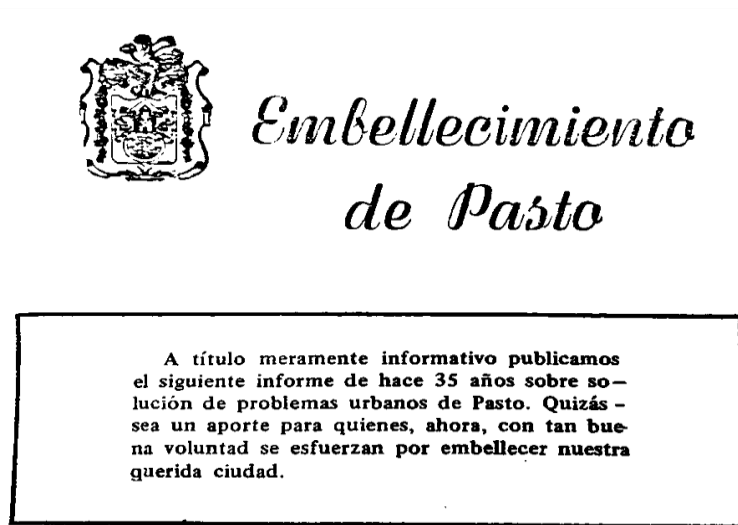 Embellecimiento
de Pasto
A título meramente informativo publicamos
el siguiente informe de hace 35 años sobre so—
lución de problemas urbanos de Pasto. Quizás -
sea un aporte para quienes, ahora, con tan bue-
na voluntad se esfuerzan por embellecer nuestra
querida ciudad.